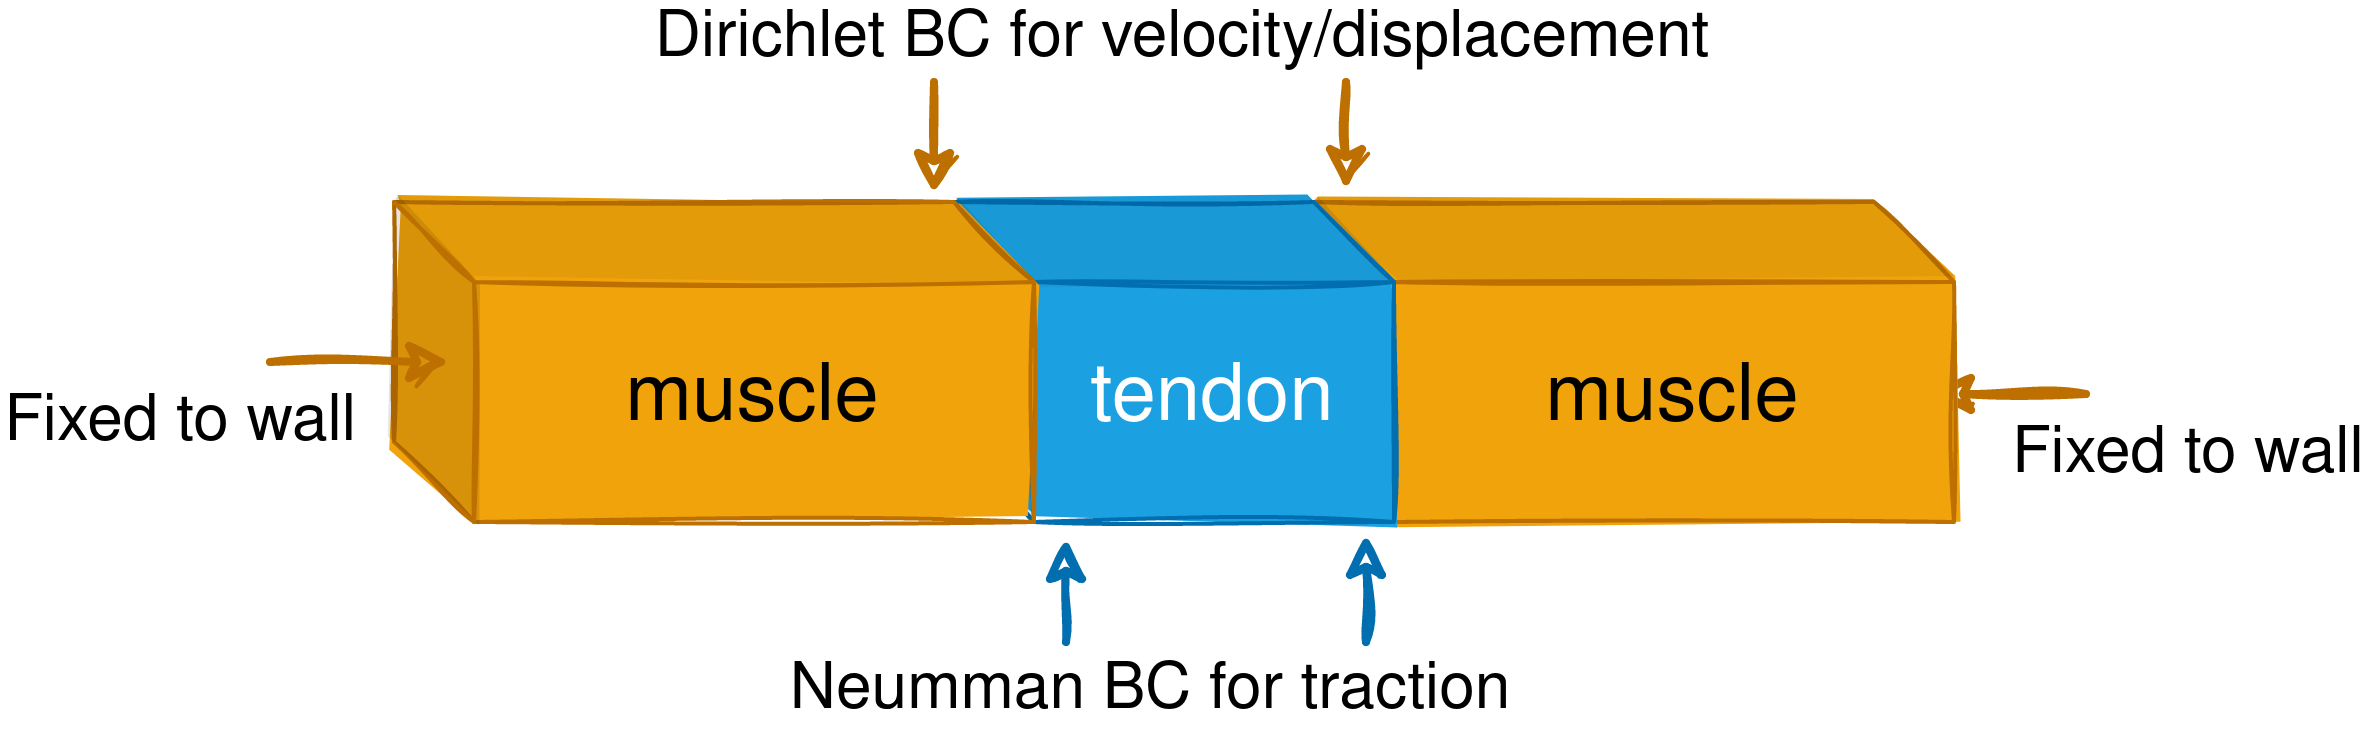 Dirichlet BC for velocity/displacement
muscle
tendon
muscle
Fixed to wall
Fixed to wall
Neumman BC for traction